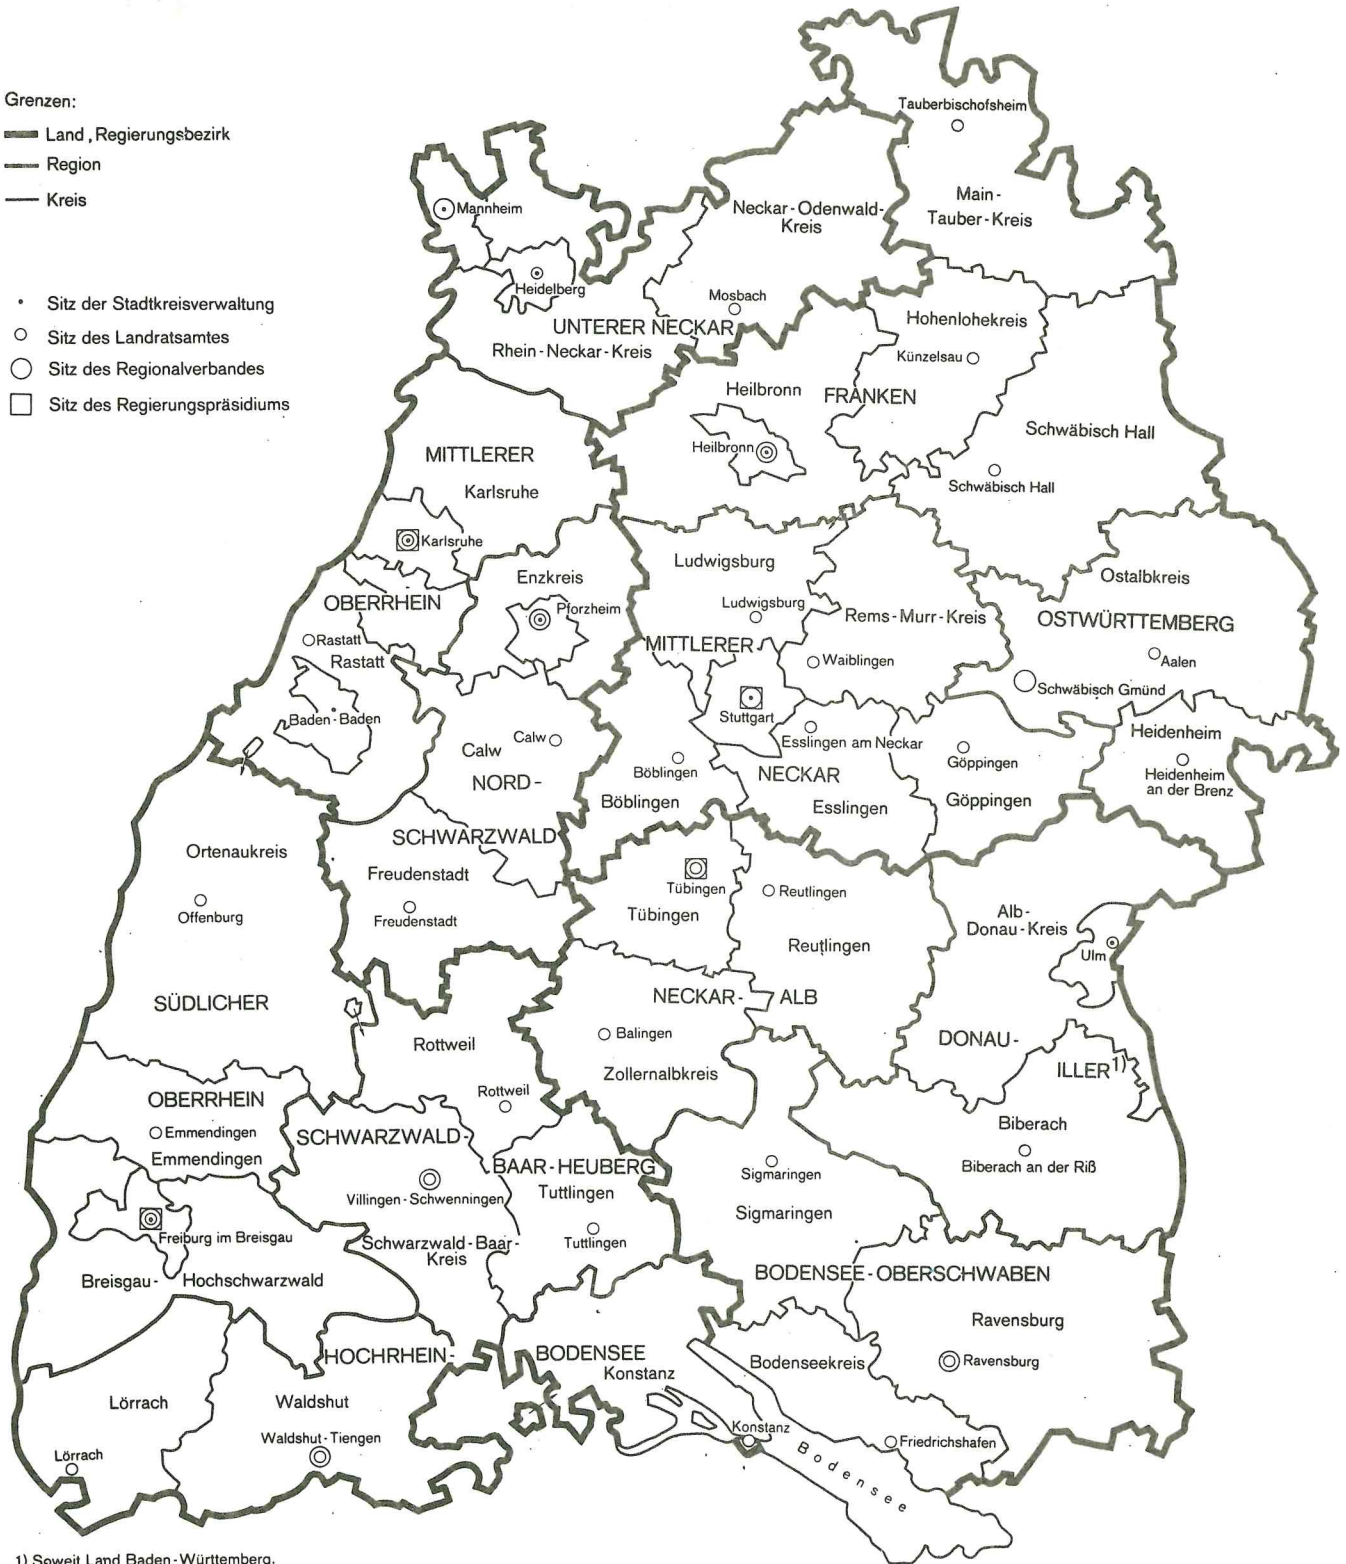 Grenzen:
Land, Regierungsbezirk
Region
Kreis
Sitz der Stadtkreisverwaltung
Sitz des Landratsamtes
Sitz des Regionalverbandes
Sitz des Regierungspräsidiums
Tauberbischofsheim
Main-
Tauber-Kreis
Mannheim
Neckar-Odenwald-
Kreis
Heidelberg
Mosbach
UNTERER NECKAR
Rhein-Neckar-Kreis
Hohenlohekreis
Künzelsau
Heilbronn
FRANKEN
Heilbronn
Schwäbisch Hall
Schwäbisch Hall
MITTLERER
Karlsruhe
Karlsruhe
Enzkreis
Pforzheim
OBERRHEIN
Rastatt
Rastatt
Baden-Baden
Ludwigsburg
Ludwigsburg
Rems-Murr-Kreis
MITTLERER
Waiblingen
Stuttgart
Ostalbkreis
OSTWÜRTTEMBERG
Aalen
Schwäbisch Gmünd
Heidenheim
Heidenheim
an der Brenz
Calw
Calw
NORD-
SCHWARZWALD
Böblingen
Böblingen
Esslingen am Neckar
NECKAR
Esslingen
Göppingen
Göppingen
Ortenaukreis
Offenburg
Freudenstadt
Freudenstadt
Tübingen
Tübingen
Reutlingen
Reutlingen
Alb-
Donau-Kreis
Ulm
SÜDLICHER
NECKAR-ALB
Balingen
Zollernalbkreis
DONAU-
ILLER1)
Rottweil
Rottweil
OBERRHEIN
Emmendingen
Emmendingen
SCHWARZWALD-
BAAR-HEUBERG
Villingen-Schwenningen
Tuttlingen
Tuttlingen
Schwarzwald-Baar-
Kreis
Biberach
Biberach an der Riß
Sigmaringen
Sigmaringen
Freiburg im Breisgau
Breisgau-Hochschwarzwald
BODENSEE-OBERSCHWABEN
Ravensburg
Ravensburg
HOCHRHEIN-
BODENSEE
Konstanz
Bodenseekreis
Lörrach
Waldshut
Waldshut-Tiengen
Lörrach
Konstanz
Friedrichshafen
Bodensee
1) Soweit Land Baden-Württemberg.